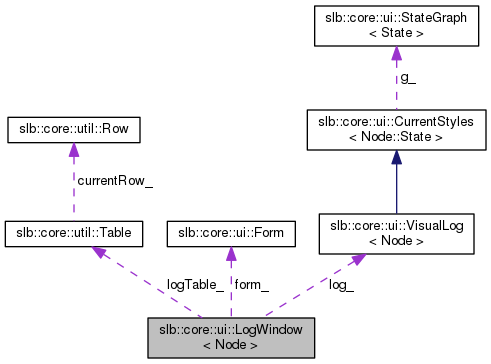 slb::core::ui::StateGraph
< State >
g_
slb::core::util::Row
slb::core::ui::CurrentStyles
< Node::State >
currentRow_
slb::core::util::Table
slb::core::ui::Form
slb::core::ui::VisualLog
< Node >
logTable_
form_
log_
slb::core::ui::LogWindow
< Node >